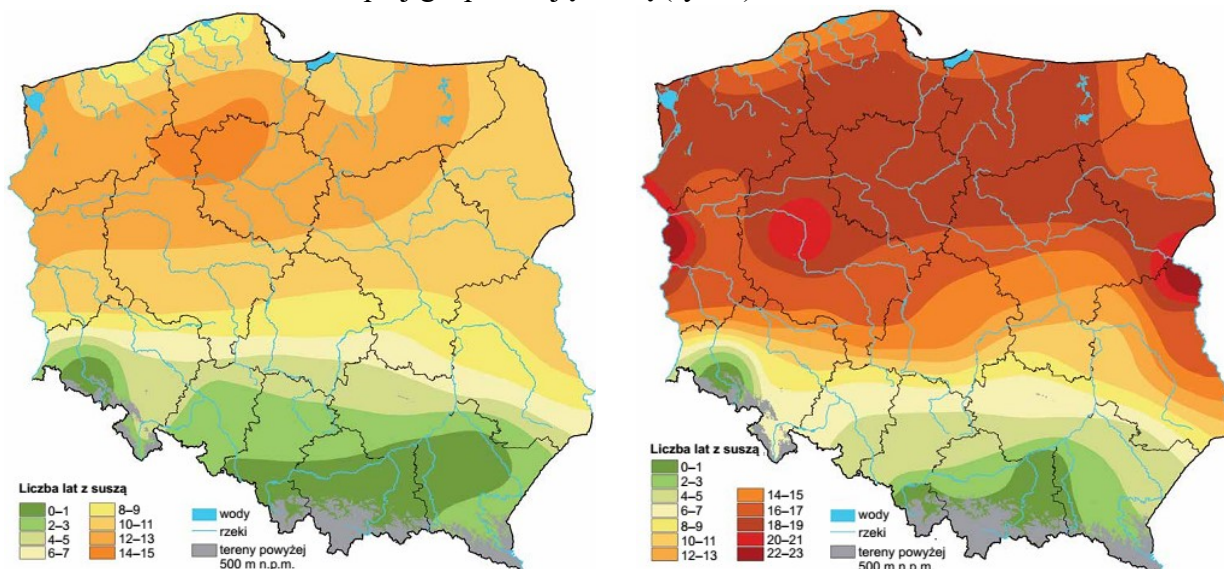 Liczba lat z suszą
0–1
2–3
4–5
6–7
8–9
10–11
12–13
14–15
wody
rzeki
tereny powyżej
500 m n.p.m.
Liczba lat z suszą
0–1
2–3
4–5
6–7
8–9
10–11
12–13
14–15
16–17
18–19
20–21
22–23
wody
rzeki
tereny powyżej
500 m n.p.m.